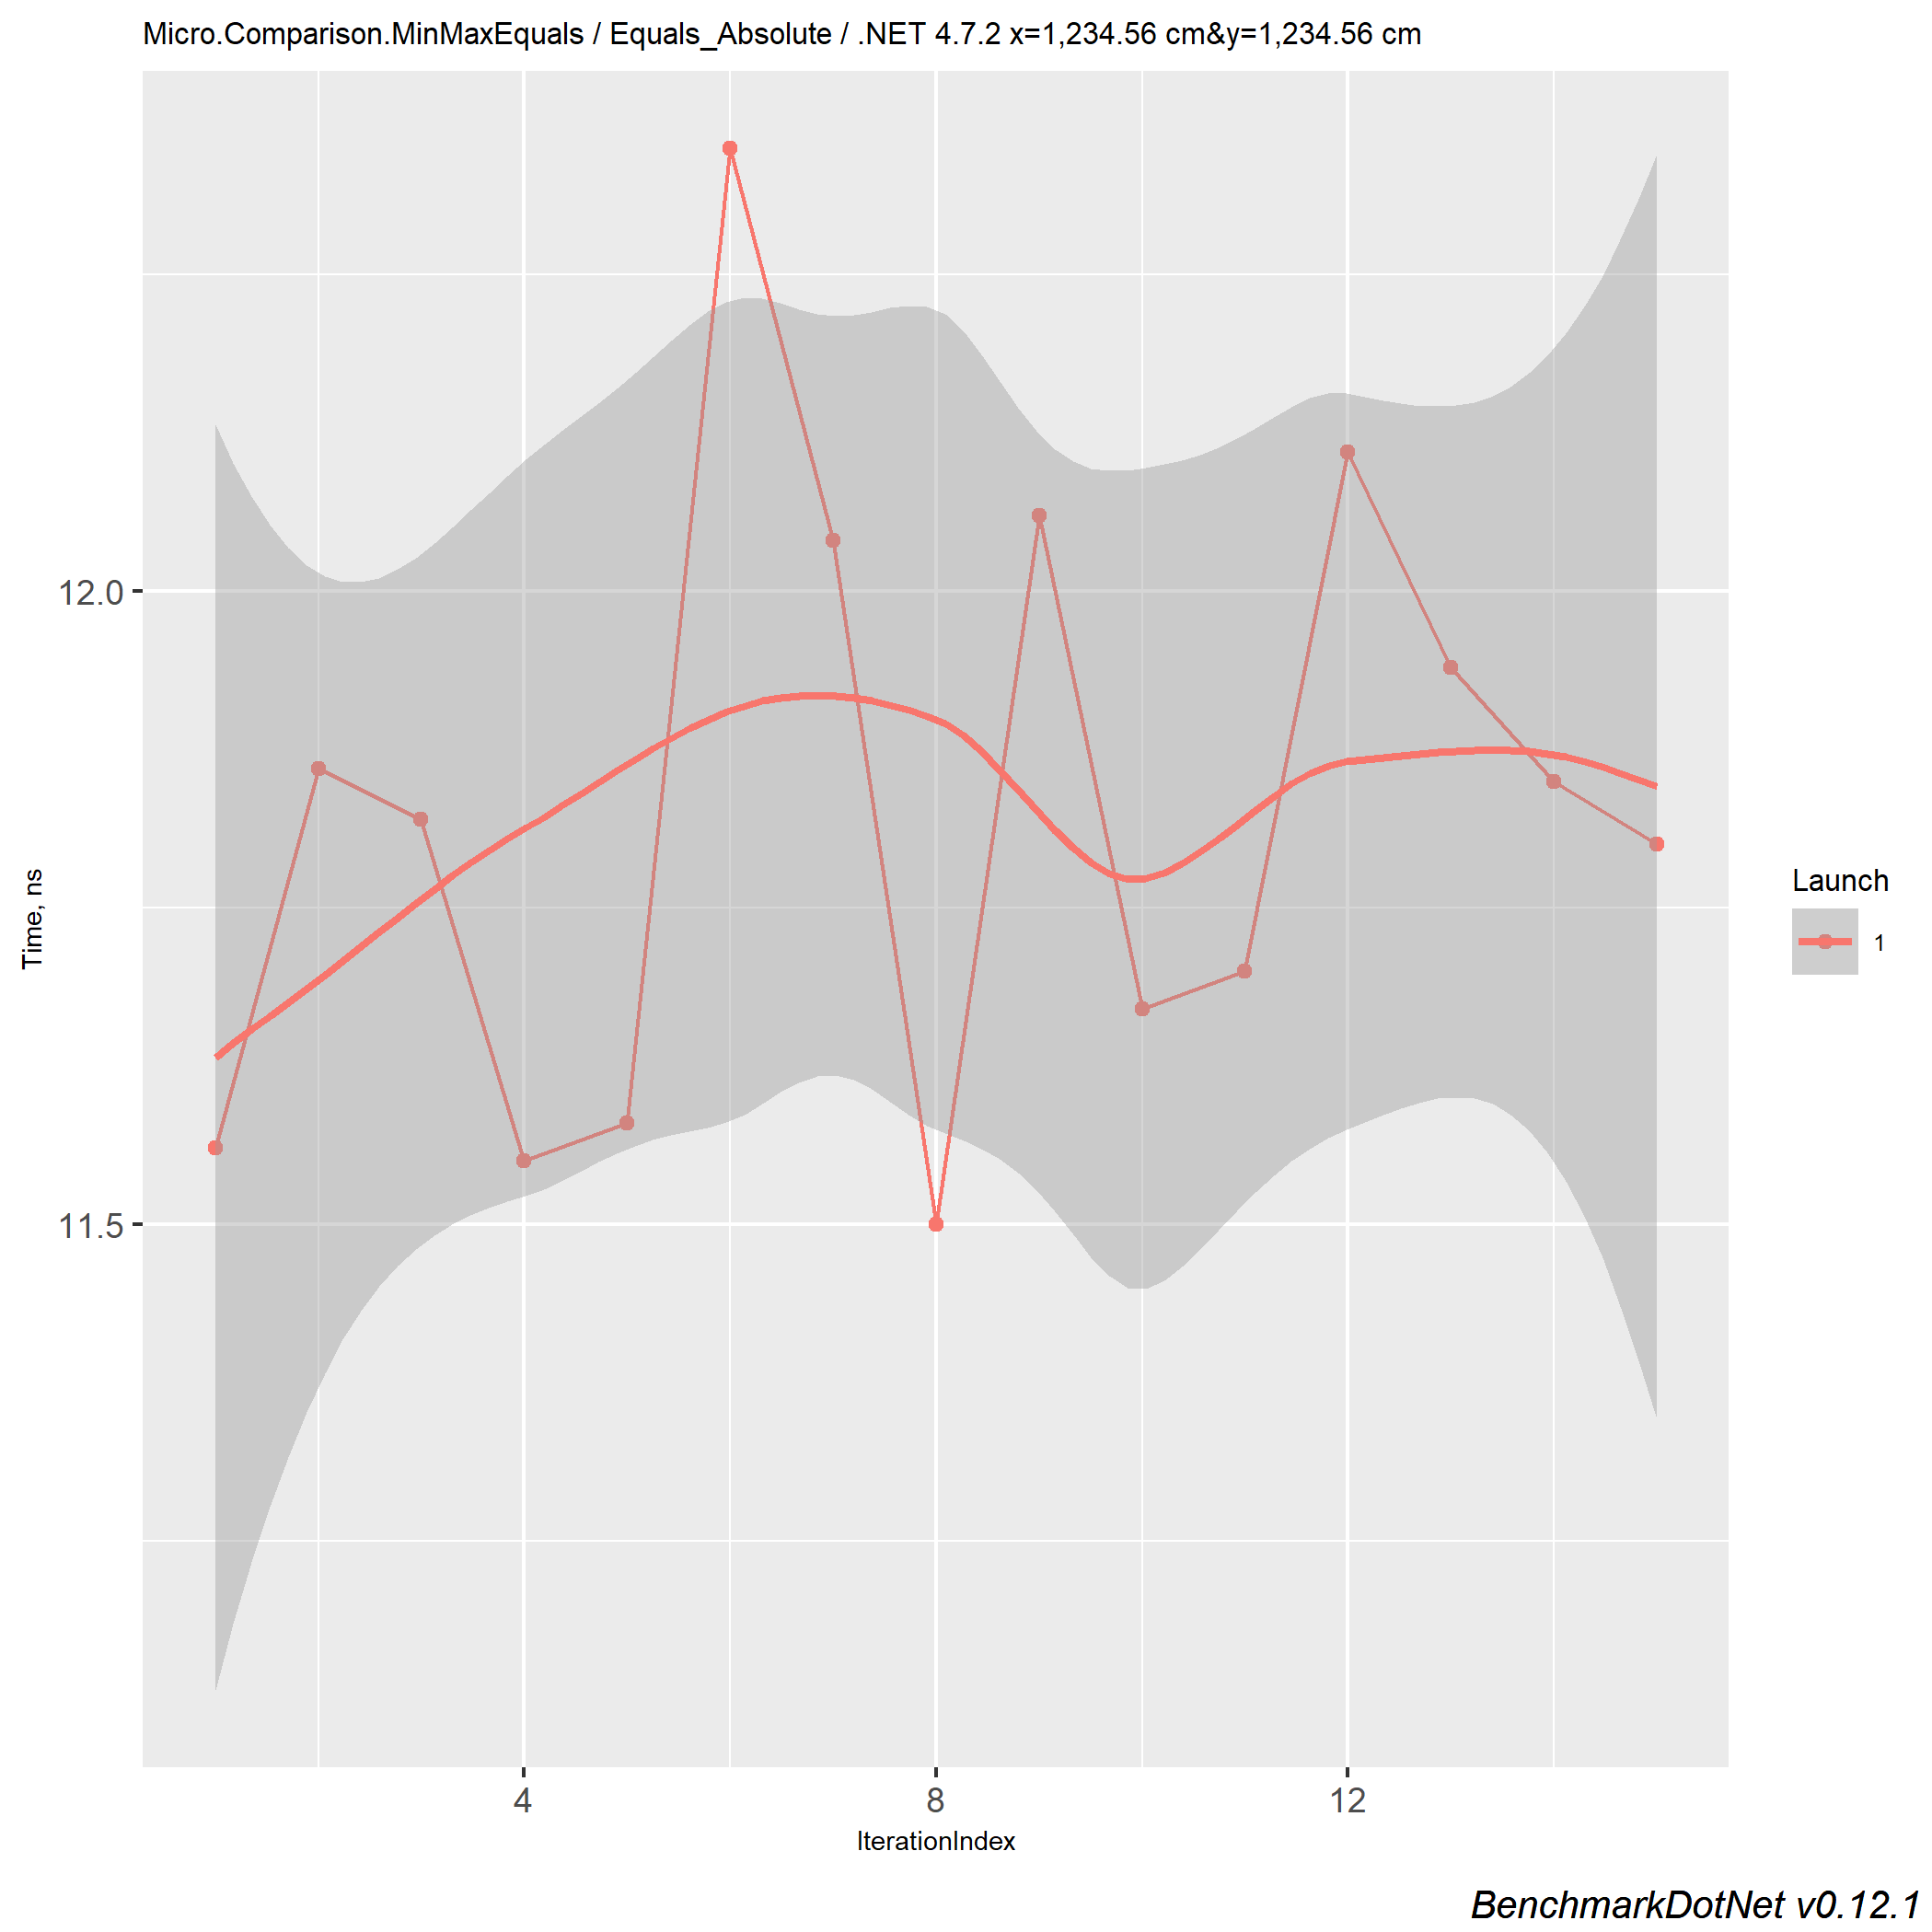 Micro.Comparison.MinMaxEquals / Equals_Absolute / .NET 4.7.2 x=1,234.56 cm&y=1,234.56 cm
12.0
11.5
Time, ns
4
8
12
IterationIndex
Launch
1
BenchmarkDotNet v0.12.1